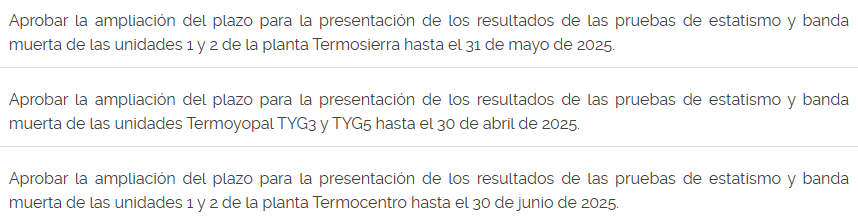 Aprobar la ampliación del plazo para la presentación de los resultados de las pruebas de estatismo y banda
muerta de las unidades 1 y 2 de la planta Termosierra hasta el 31 de mayo de 2025.
Aprobar la ampliación del plazo para la presentación de los resultados de las pruebas de estatismo y banda
muerta de las unidades Termoyopal TYG3 y TYG5 hasta el 30 de abril de 2025.
Aprobar la ampliación del plazo para la presentación de los resultados de las pruebas de estatismo y banda
muerta de las unidades 1 y 2 de la planta Termocentro hasta el 30 de junio de 2025.